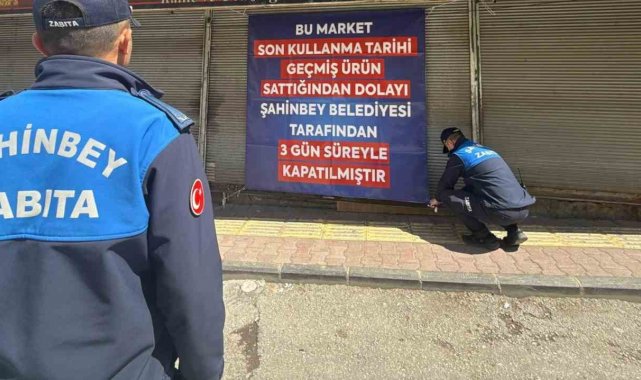 ZABITA
BU MARKET
SON KULLANMA TARİHİ
GEÇMİŞ ÜRÜN
SATTIĞINDAN DOLAYI
ŞAHİNBEY BELEDİYESİ
TARAFINDAN
3 GÜN SÜREYLE
KAPATILMIŞTIR
HİNBEY
ABITA